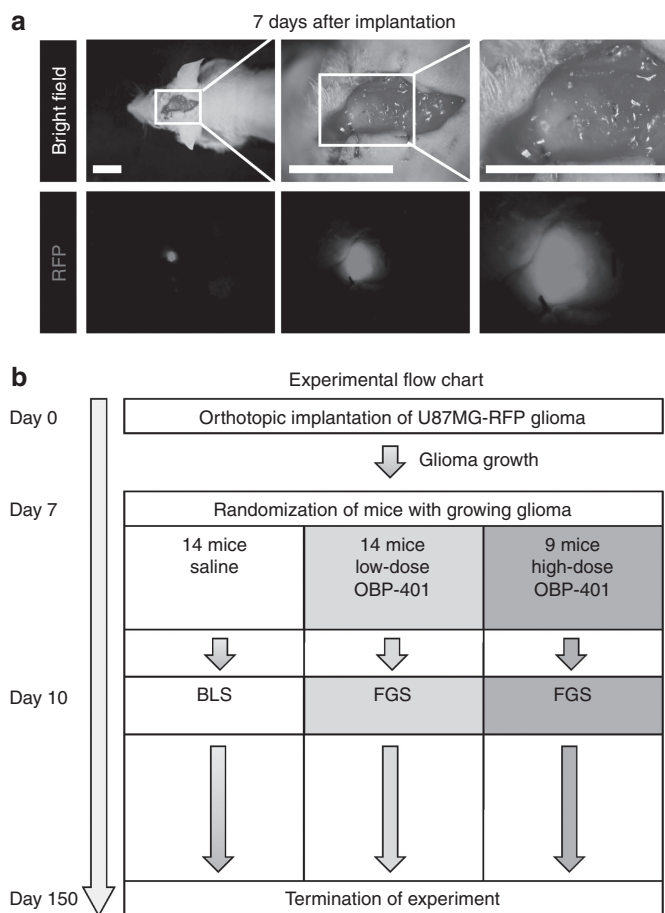 a
7 days after implantation
Bright field
RFP
b
Experimental flow chart
Day 0
Orthotopic implantation of U87MG-RFP glioma
Glioma growth
Day 7
Randomization of mice with growing glioma
14 mice
saline
14 mice
low-dose
OBP-401
9 mice
high-dose
OBP-401
Day 10
BLS
FGS
FGS
Day 150
Termination of experiment